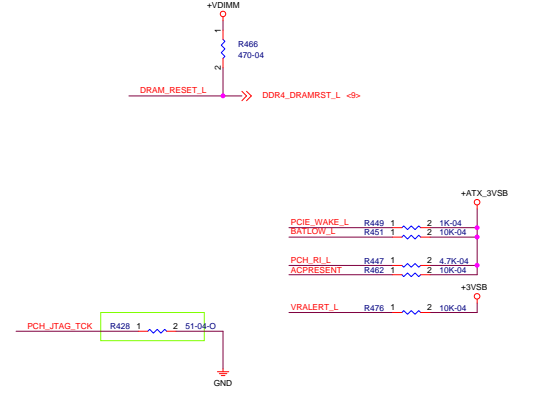 +VDIMM
1
R466
470-04
2
DRAM_RESET_L
DDR4_DRAMRST_L <9>
+ATX_3VSB
PCIE_WAKE_L R449 1 2 1K-04
BATLOW_L R451 1 2 10K-04
PCH_RI_L R447 1 2 4.7K-04
ACPRESENT R462 1 2 10K-04
+3VSB
VRALERT_L R476 1 2 10K-04
PCH_JTAG_TCK R428 1 2 51-04-O
GND